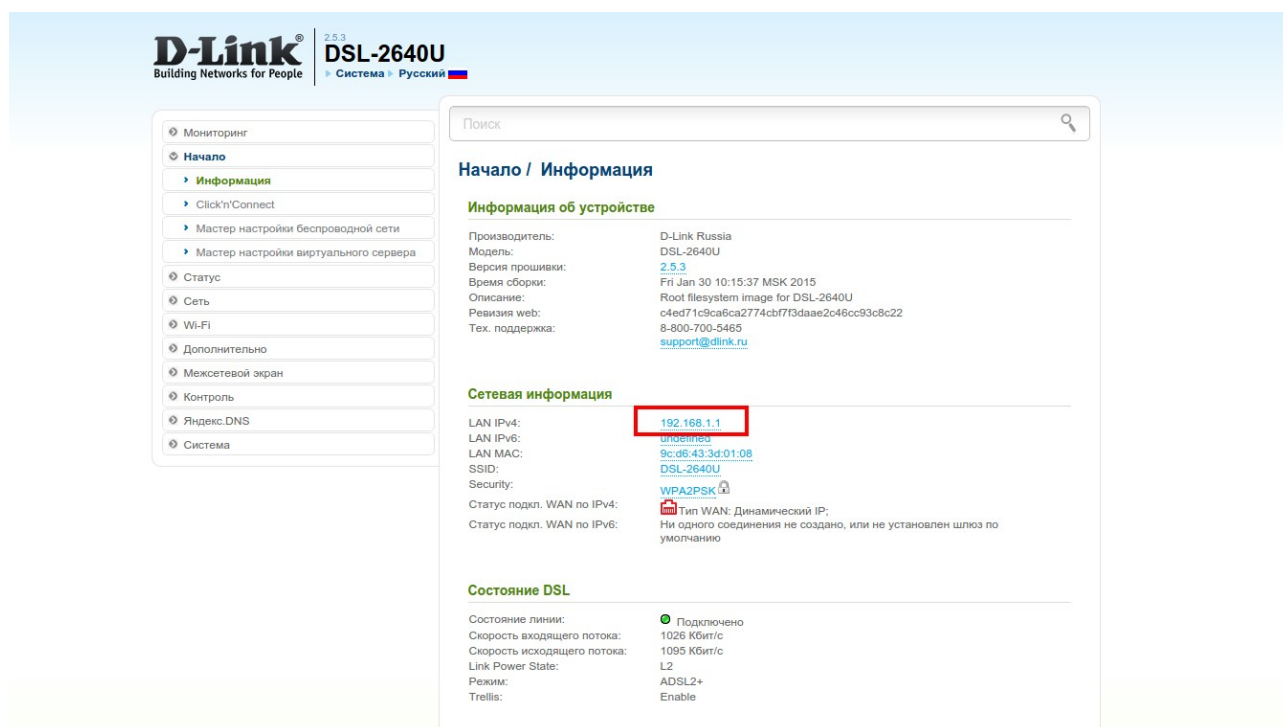 D-Link®
Building Networks for People
2.5.3
DSL-2640U
Система Русский
Мониторинг
Начало
Информация
Click'n'Connect
Мастер настройки беспроводной сети
Мастер настройки виртуального сервера
Статус
Сеть
Wi-Fi
Дополнительно
Межсетевой экран
Контроль
Яндекс.DNS
Система
Поиск
Начало / Информация
Информация об устройстве
Производитель: D-Link Russia
Модель: DSL-2640U
Версия прошивки: 2.5.3
Время сборки: Fri Jan 30 10:15:37 MSK 2015
Описание: Root filesystem image for DSL-2640U
Ревизия web: c4ed71c9ca6ca2774cbf7f3daae2c46cc93c8c22
Тех. поддержка: 8-800-700-5465
support@dlink.ru
Сетевая информация
LAN IPv4: 192.168.1.1
LAN IPv6: undefined
LAN MAC: 9c:d6:43:3d:01:08
SSID: DSL-2640U
Security: WPA2PSK
Статус подкл. WAN по IPv4: Тип WAN: Динамический IP;
Статус подкл. WAN по IPv6: Ни одного соединения не создано, или не установлен шлюз по
умолчанию
Состояние DSL
Состояние линии: Подключено
Скорость входящего потока: 1026 Кбит/с
Скорость исходящего потока: 1095 Кбит/с
Link Power State: L2
Режим: ADSL2+
Trellis: Enable